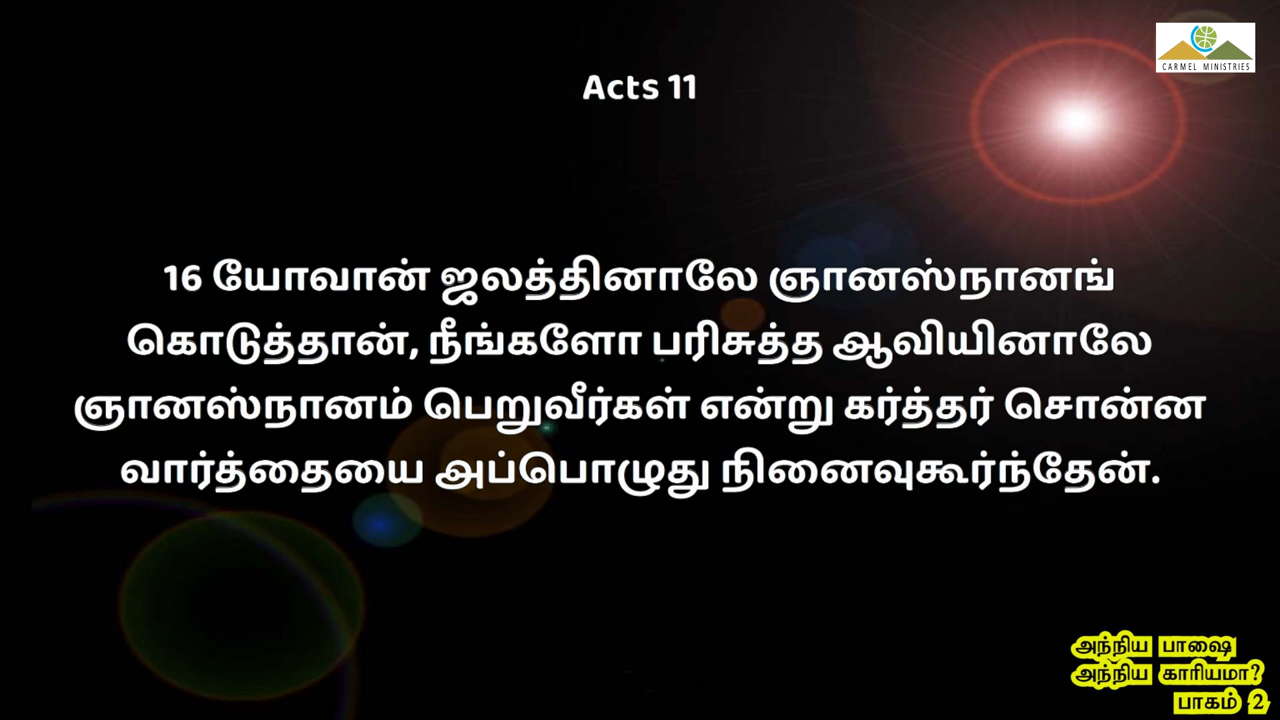 CARMEL MINISTRIES
Acts 11
16 யோவான் ஜலத்தினாலே ஞானஸ்நானங்
கொடுத்தான், நீங்களோ பரிசுத்த ஆவியினாலே
ஞானஸ்நானம் பெறுவீர்கள் என்று கர்த்தர் சொன்ன
வார்த்தையை அப்பொழுது நினைவுகூர்ந்தேன்.
அந்நிய பாஷை
அந்நிய காரியமா?
பாகம் 2